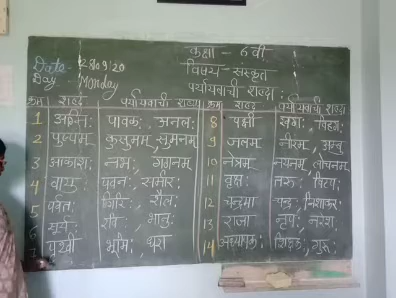 कक्षा - 6 वी
Date - 28 09 20 विषय - संस्कृत
Day - Monday पर्यायवाची शब्दा:
क्रम शब्द पर्यायवाची शब्दा क्रम शब्द पर्यायवाची शब्दा:
1 अग्नि पावकः, अनलः 8 पक्षी खगः, विहगः
2 पुष्पम् कुसुमम्, सुमनम् 9 जलम् नीरम्, अम्बु
3 आकाशः नभः, गगनम् 10 नेत्रम् नयनम्, लोचनम्
4 वायुः पवनः, समीरः 11 वृक्षः तरुः, विटपः
5 पर्वतः गिरिः, शैलः 12 चन्द्रमा चन्द्रः, निशाकरः
6 सूर्यः रविः, भानुः 13 राजा नृपः, नरेशः
7 पृथ्वी भूमिः, धरा 14 अध्यापकः शिक्षकः, गुरुः